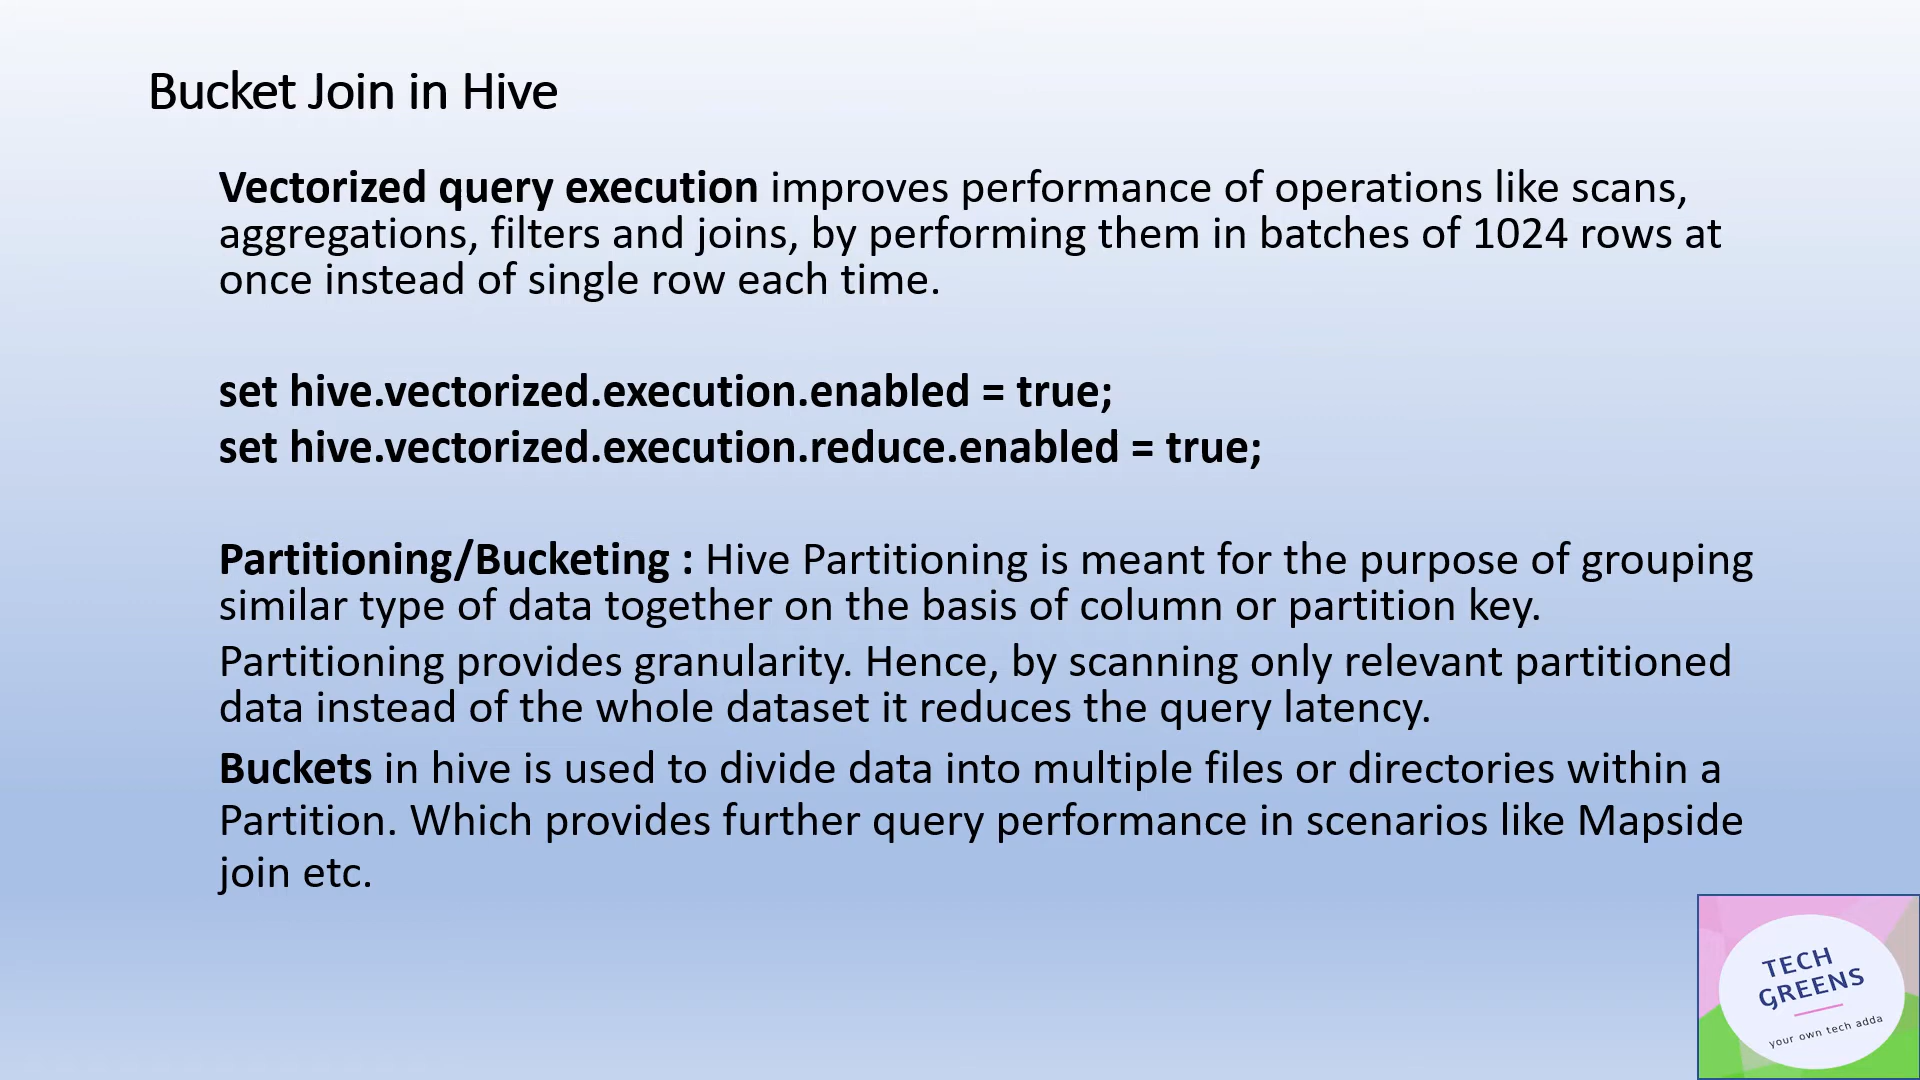 Bucket Join in Hive
Vectorized query execution improves performance of operations like scans,
aggregations, filters and joins, by performing them in batches of 1024 rows at
once instead of single row each time.
set hive.vectorized.execution.enabled = true;
set hive.vectorized.execution.reduce.enabled = true;
Partitioning/Bucketing : Hive Partitioning is meant for the purpose of grouping
similar type of data together on the basis of column or partition key.
Partitioning provides granularity. Hence, by scanning only relevant partitioned
data instead of the whole dataset it reduces the query latency.
Buckets in hive is used to divide data into multiple files or directories within a
Partition. Which provides further query performance in scenarios like Mapside
join etc.
TECH
GREENS
your own tech adda